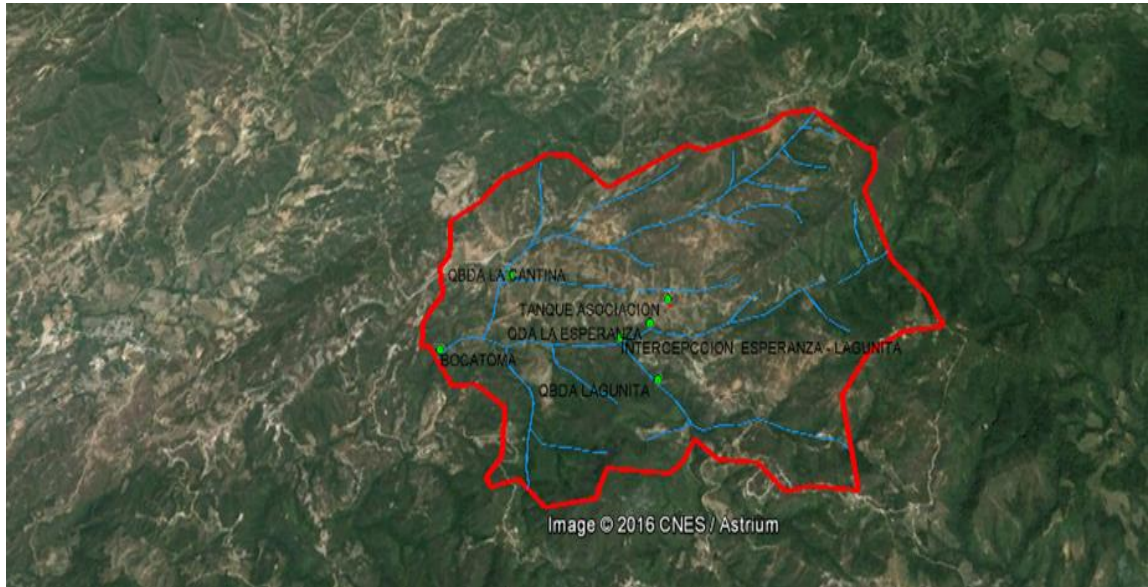 QBDA LA CANTINA
TANQUE ASOCIACION
QDA LA ESPERANZA
INTERCEPCCION ESPERANZA - LAGUNITA
BOCATOMA
QBDA LAGUNITA
Image © 2016 CNES / Astrium